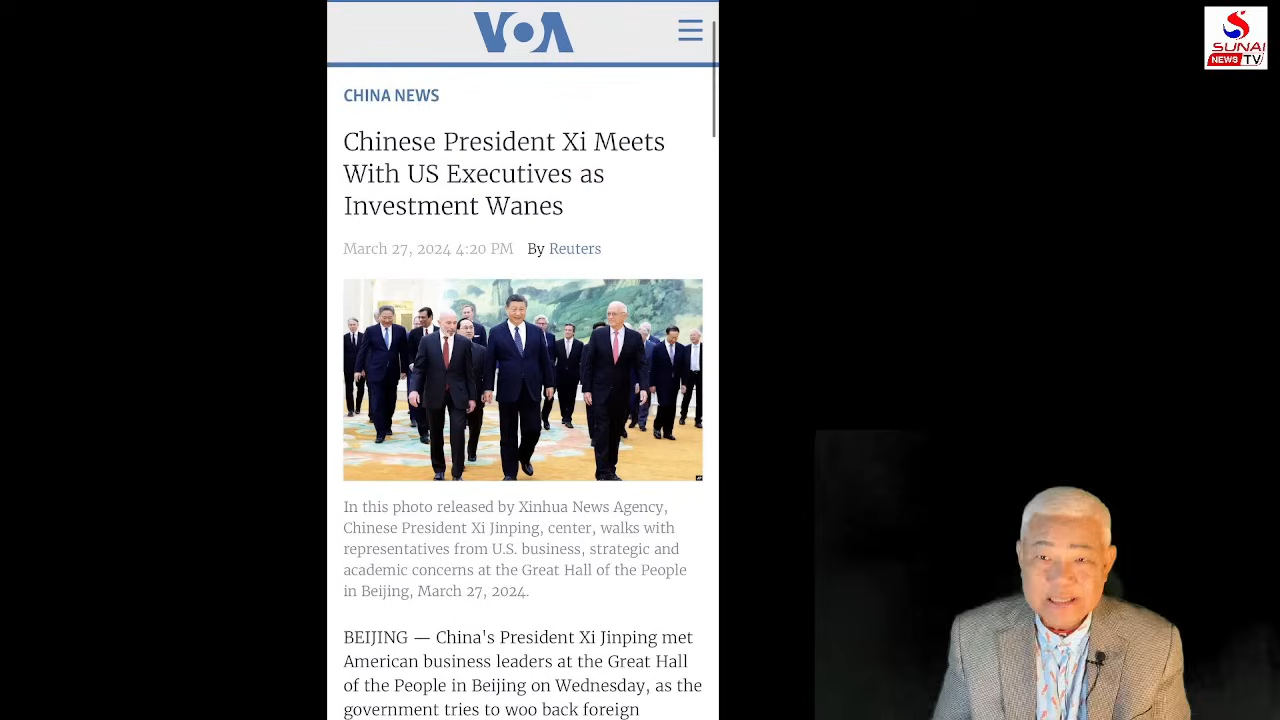 VOA
CHINA NEWS
Chinese President Xi Meets
With US Executives as
Investment Wanes
March 27, 2024 4:20 PM By Reuters
In this photo released by Xinhua News Agency,
Chinese President Xi Jinping, center, walks with
representatives from U.S. business, strategic and
academic concerns at the Great Hall of the People
in Beijing, March 27, 2024.
BEIJING — China's President Xi Jinping met
American business leaders at the Great Hall
of the People in Beijing on Wednesday, as the
government tries to woo back foreign
SUNAI
NEWS TV